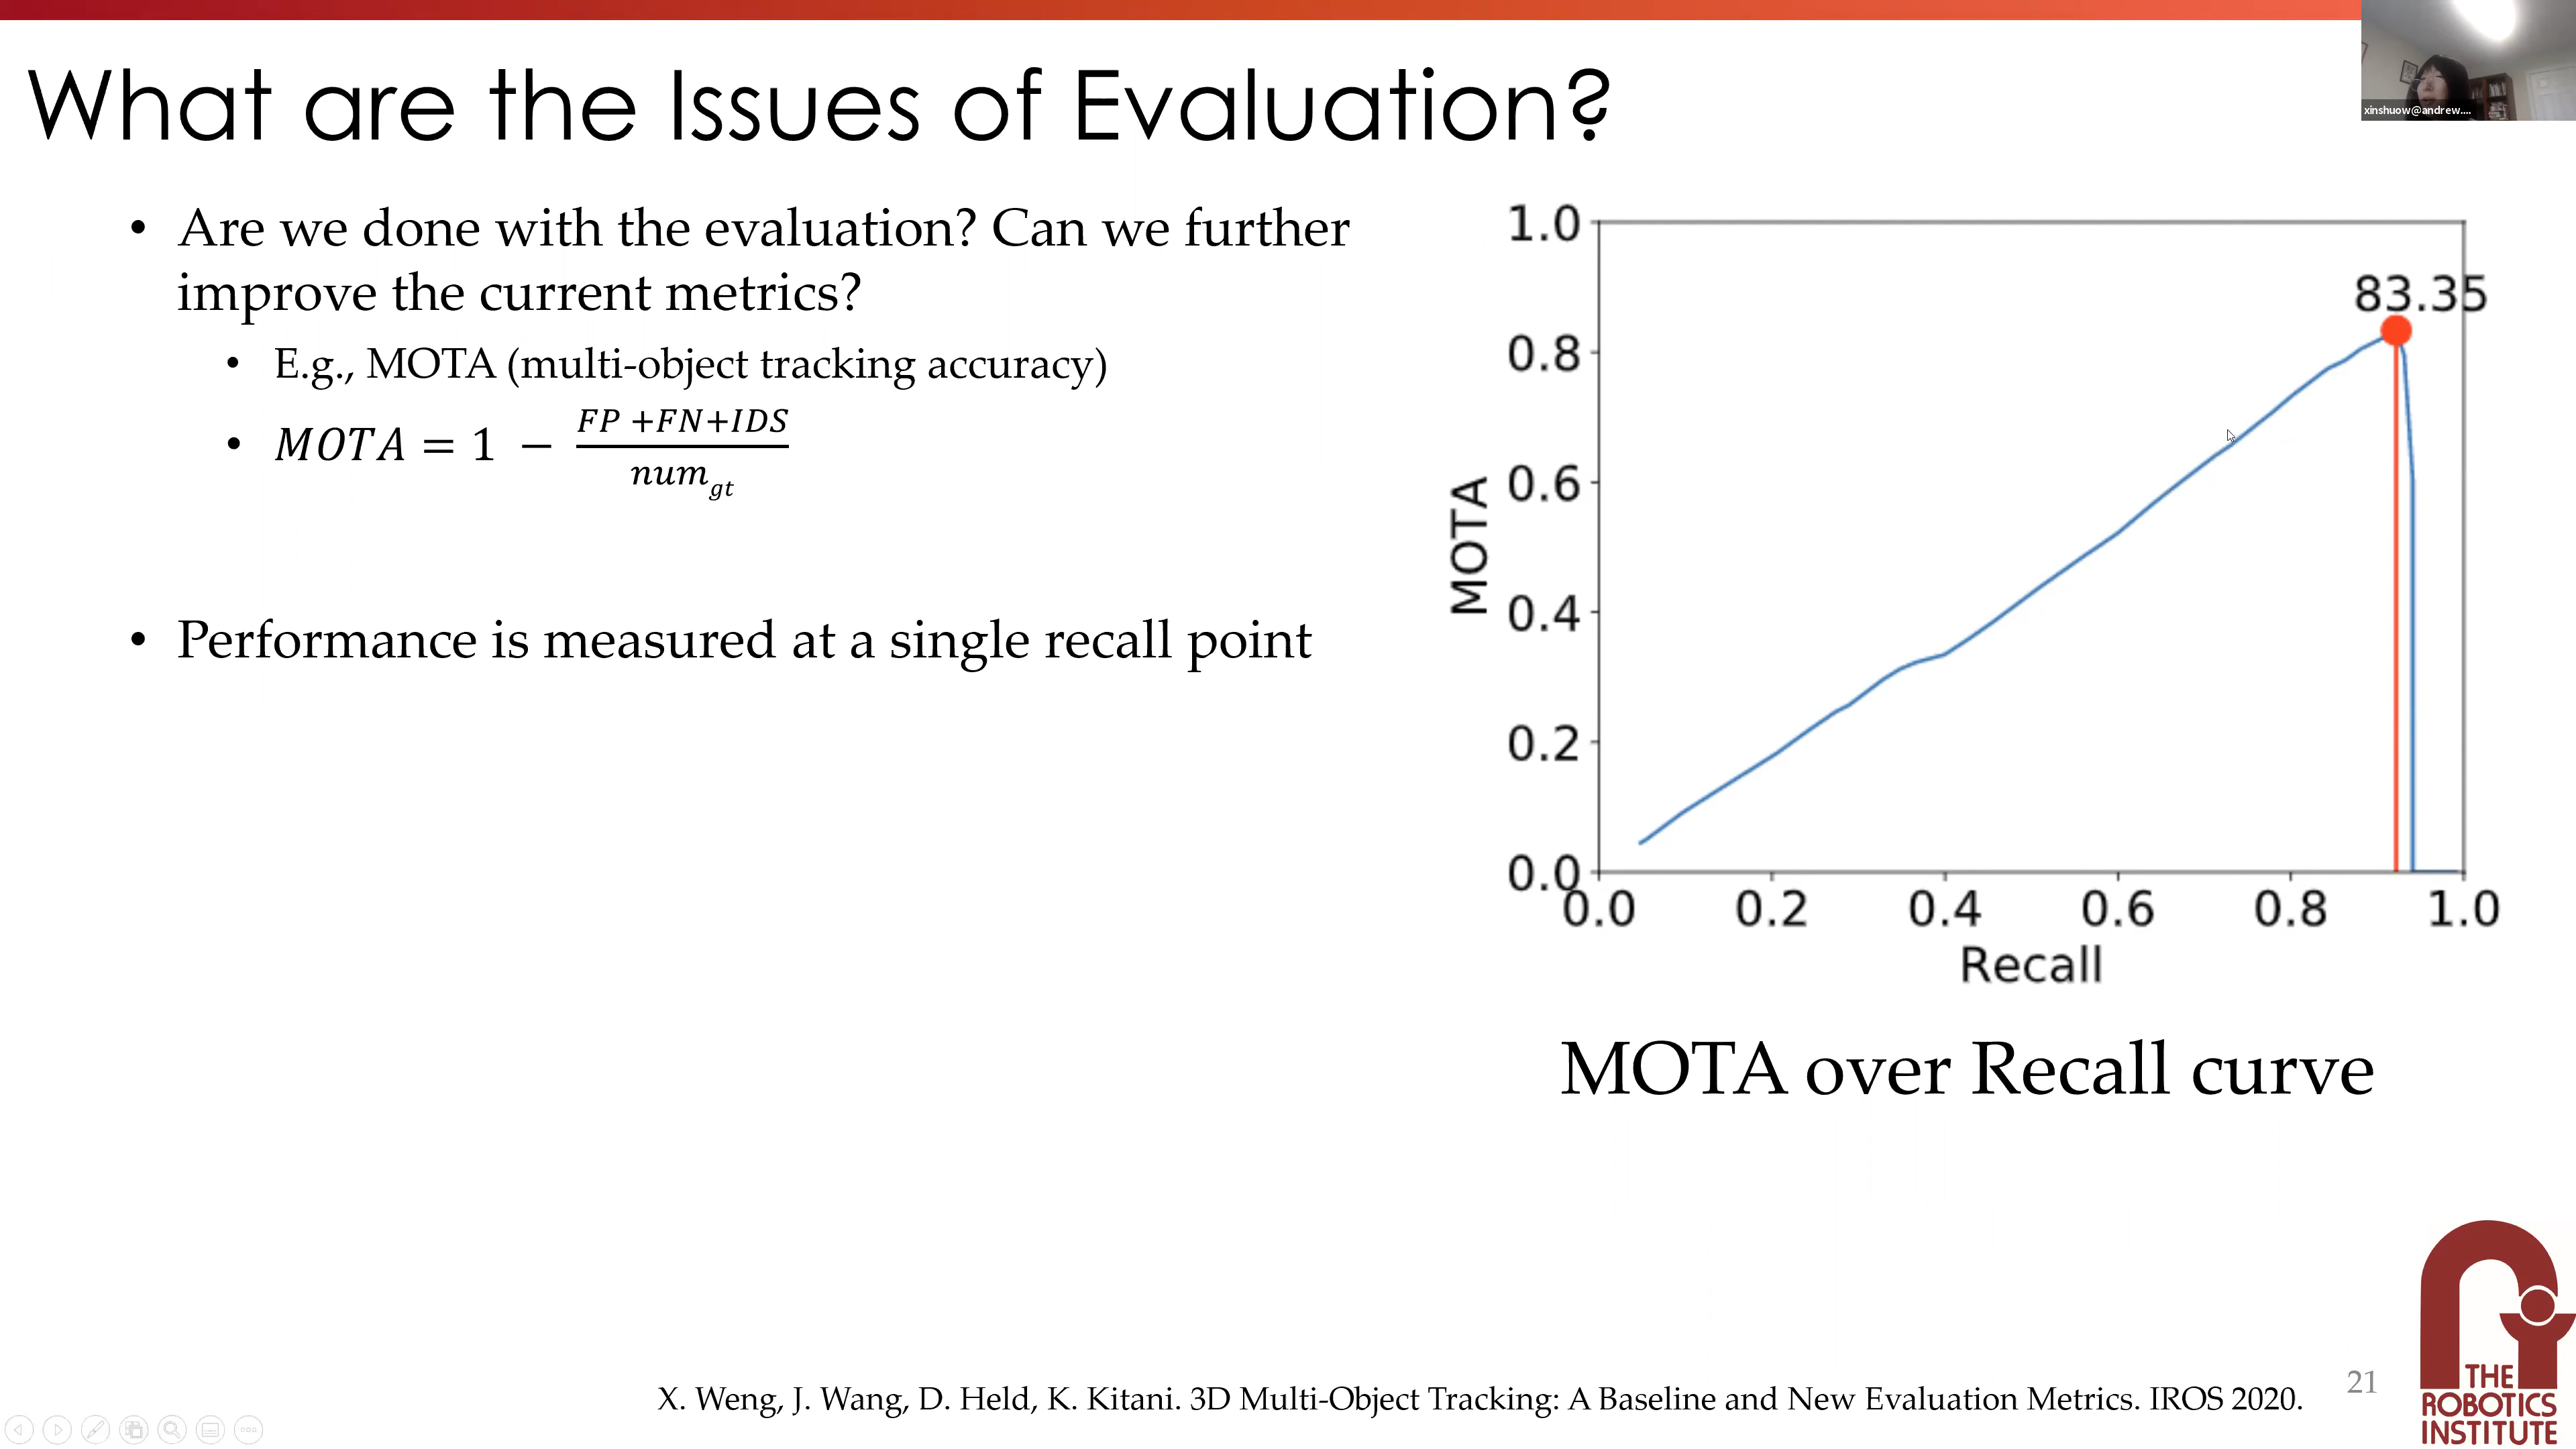 What are the Issues of Evaluation?
xinshuow@andrew....
• Are we done with the evaluation? Can we further
improve the current metrics?
• E.g., MOTA (multi-object tracking accuracy)
• MOTA = 1 − FP +FN+IDS / num_gt
• Performance is measured at a single recall point
1.0
83.35
0.8
0.6
MOTA
0.4
0.2
0.0
0.0 0.2 0.4 0.6 0.8 1.0
Recall
MOTA over Recall curve
X. Weng, J. Wang, D. Held, K. Kitani. 3D Multi-Object Tracking: A Baseline and New Evaluation Metrics. IROS 2020.
21
THE
ROBOTICS
INSTITUTE